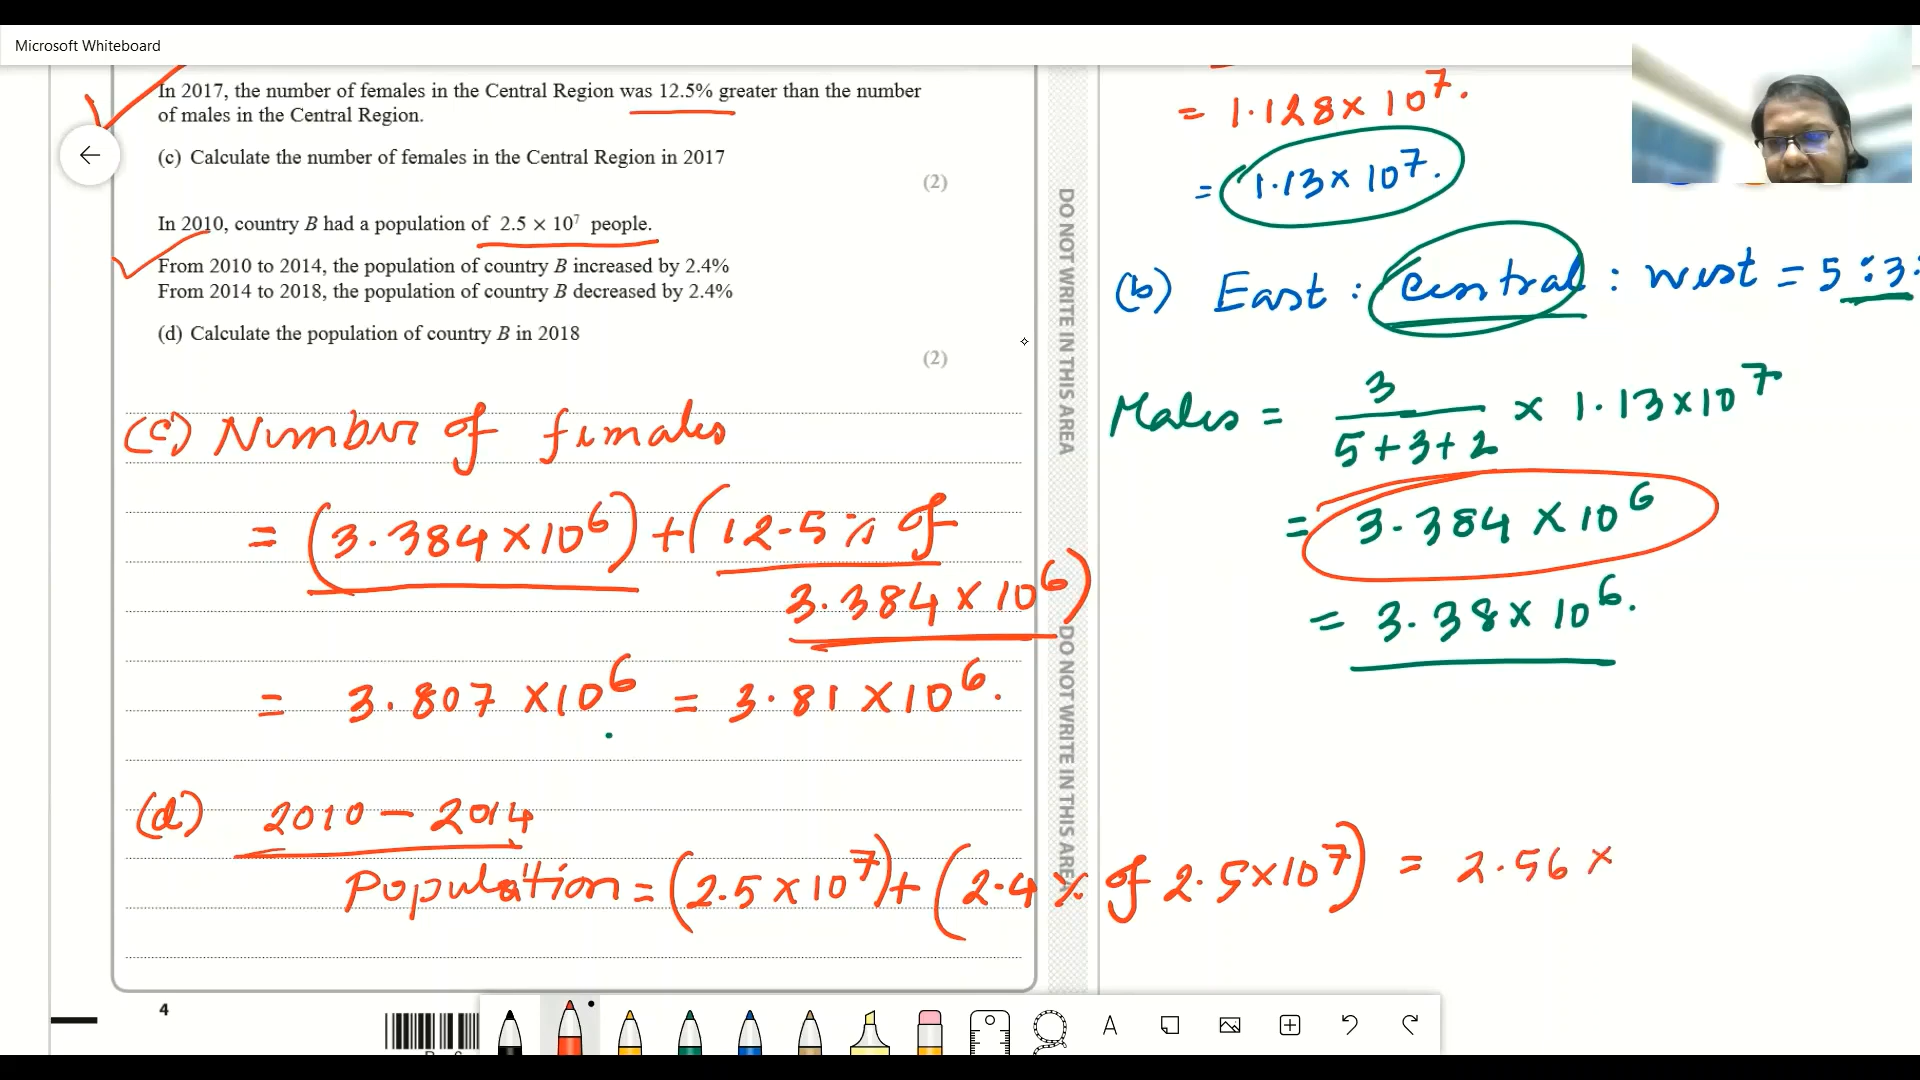 Microsoft Whiteboard
In 2017, the number of females in the Central Region was 12.5% greater than the number
of males in the Central Region.
(c) Calculate the number of females in the Central Region in 2017
(2)
In 2010, country B had a population of 2.5 × 10⁷ people.
From 2010 to 2014, the population of country B increased by 2.4%
From 2014 to 2018, the population of country B decreased by 2.4%
(d) Calculate the population of country B in 2018
(2)
(c) Number of females
= (3.384 × 10⁶) + (12.5% of
3.384 × 10⁶)
= 3.807 × 10⁶ = 3.81 × 10⁶.
(d) 2010 – 2014
Population = (2.5 × 10⁷) + (2.4% of 2.5 × 10⁷) = 2.56 ×
4
DO NOT WRITE IN THIS AREA
DO NOT WRITE IN THIS AREA
= 1.128 × 10⁷.
= 1.13 × 10⁷.
(b) East : Central : west = 5 : 3 :
Males = 3 / 5+3+2 × 1.13 × 10⁷
= 3.384 × 10⁶
= 3.38 × 10⁶.
A